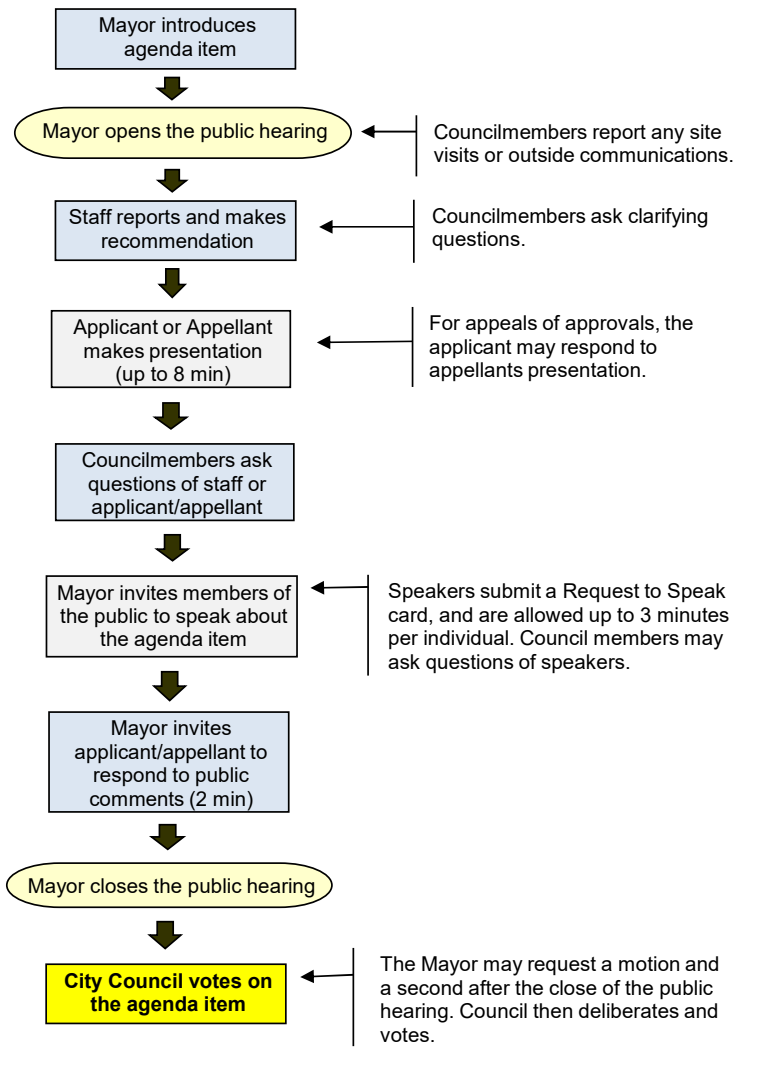 Mayor introduces
agenda item
Mayor opens the public hearing
Councilmembers report any site
visits or outside communications.
Staff reports and makes
recommendation
Councilmembers ask clarifying
questions.
Applicant or Appellant
makes presentation
(up to 8 min)
For appeals of approvals, the
applicant may respond to
appellants presentation.
Councilmembers ask
questions of staff or
applicant/appellant
Mayor invites members of
the public to speak about
the agenda item
Speakers submit a Request to Speak
card, and are allowed up to 3 minutes
per individual. Council members may
ask questions of speakers.
Mayor invites
applicant/appellant to
respond to public
comments (2 min)
Mayor closes the public hearing
City Council votes on
the agenda item
The Mayor may request a motion and
a second after the close of the public
hearing. Council then deliberates and
votes.